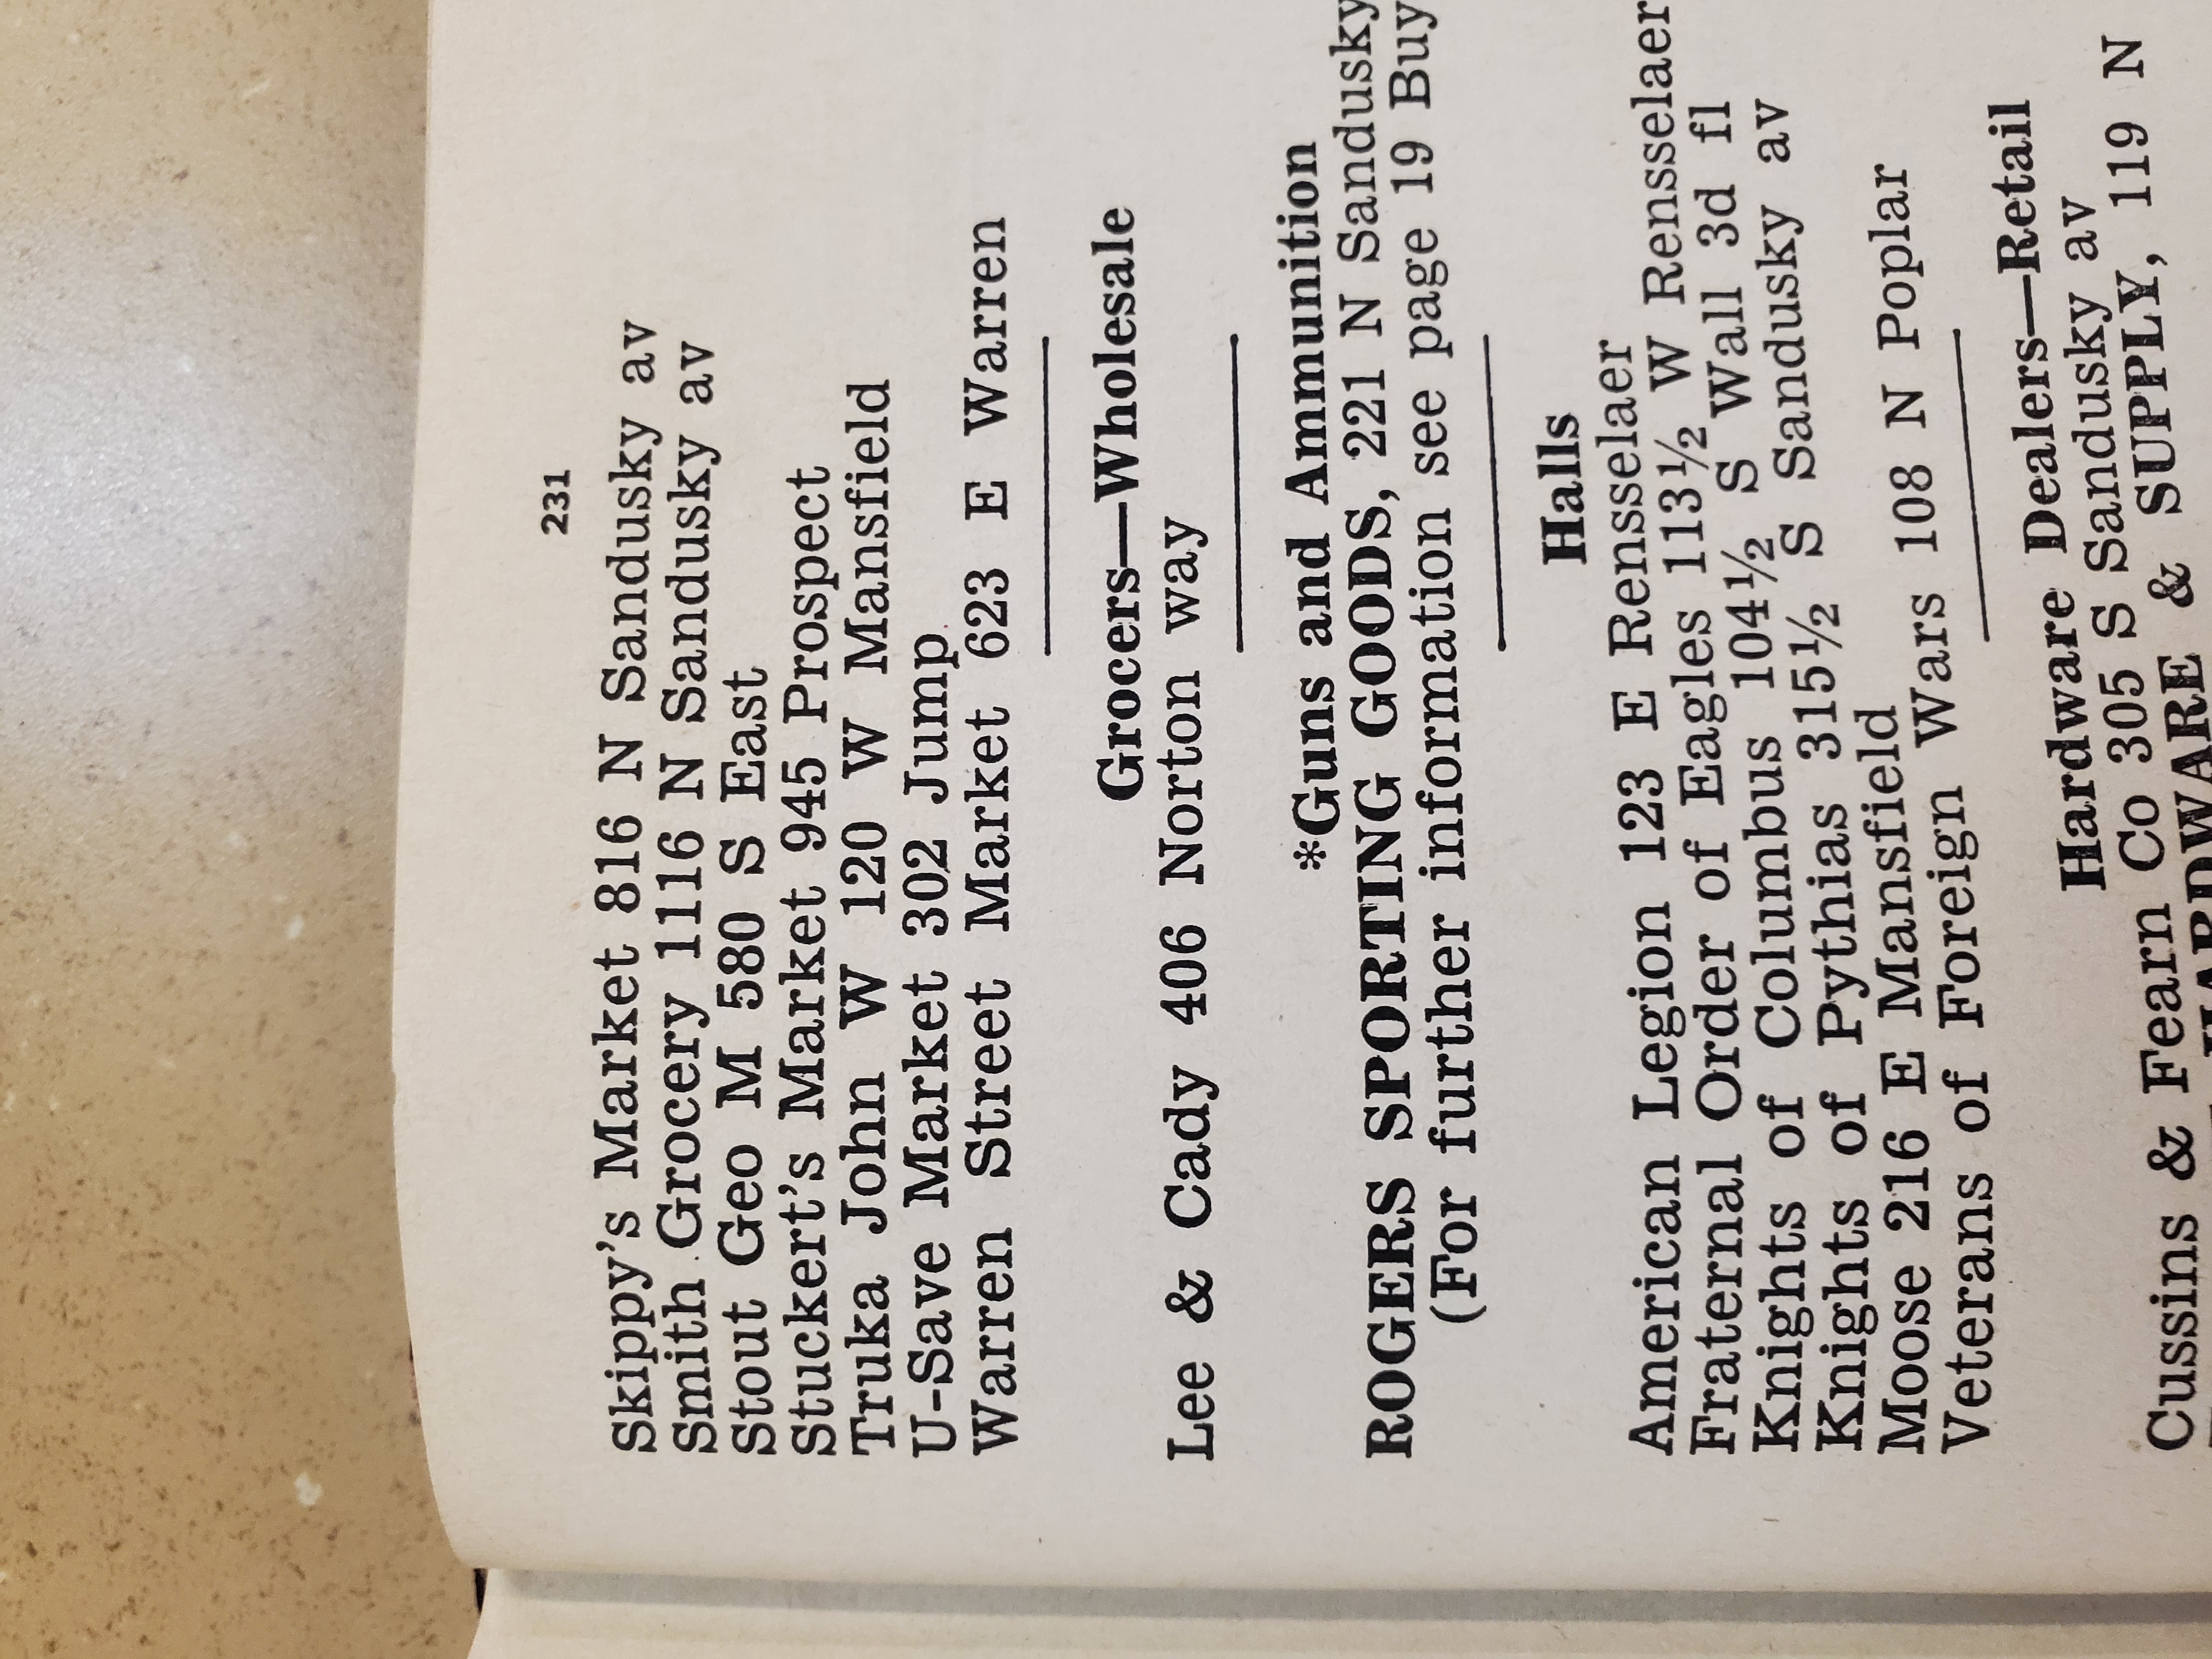 231
Skippy's Market 816 N Sandusky av
Smith Grocery 1116 N Sandusky av
Stout Geo M 580 S East
Stuckert's Market 945 Prospect
Truka John W 120 W Mansfield
U-Save Market 302 Jump
Warren Street Market 623 E Warren
Grocers—Wholesale
Lee & Cady 406 Norton way
*Guns and Ammunition
ROGERS SPORTING GOODS, 221 N Sandusky
(For further information see page 19 Buy
Halls
American Legion 123 E Rensselaer
Fraternal Order of Eagles 113½ W Rensselaer
Knights of Columbus 104½ S Wall 3d fl
Knights of Pythias 315½ S Sandusky av
Moose 216 E Mansfield
Veterans of Foreign Wars 108 N Poplar
Hardware Dealers—Retail
Cussins & Fearn Co 305 S Sandusky av
HARDWARE & SUPPLY, 119 N